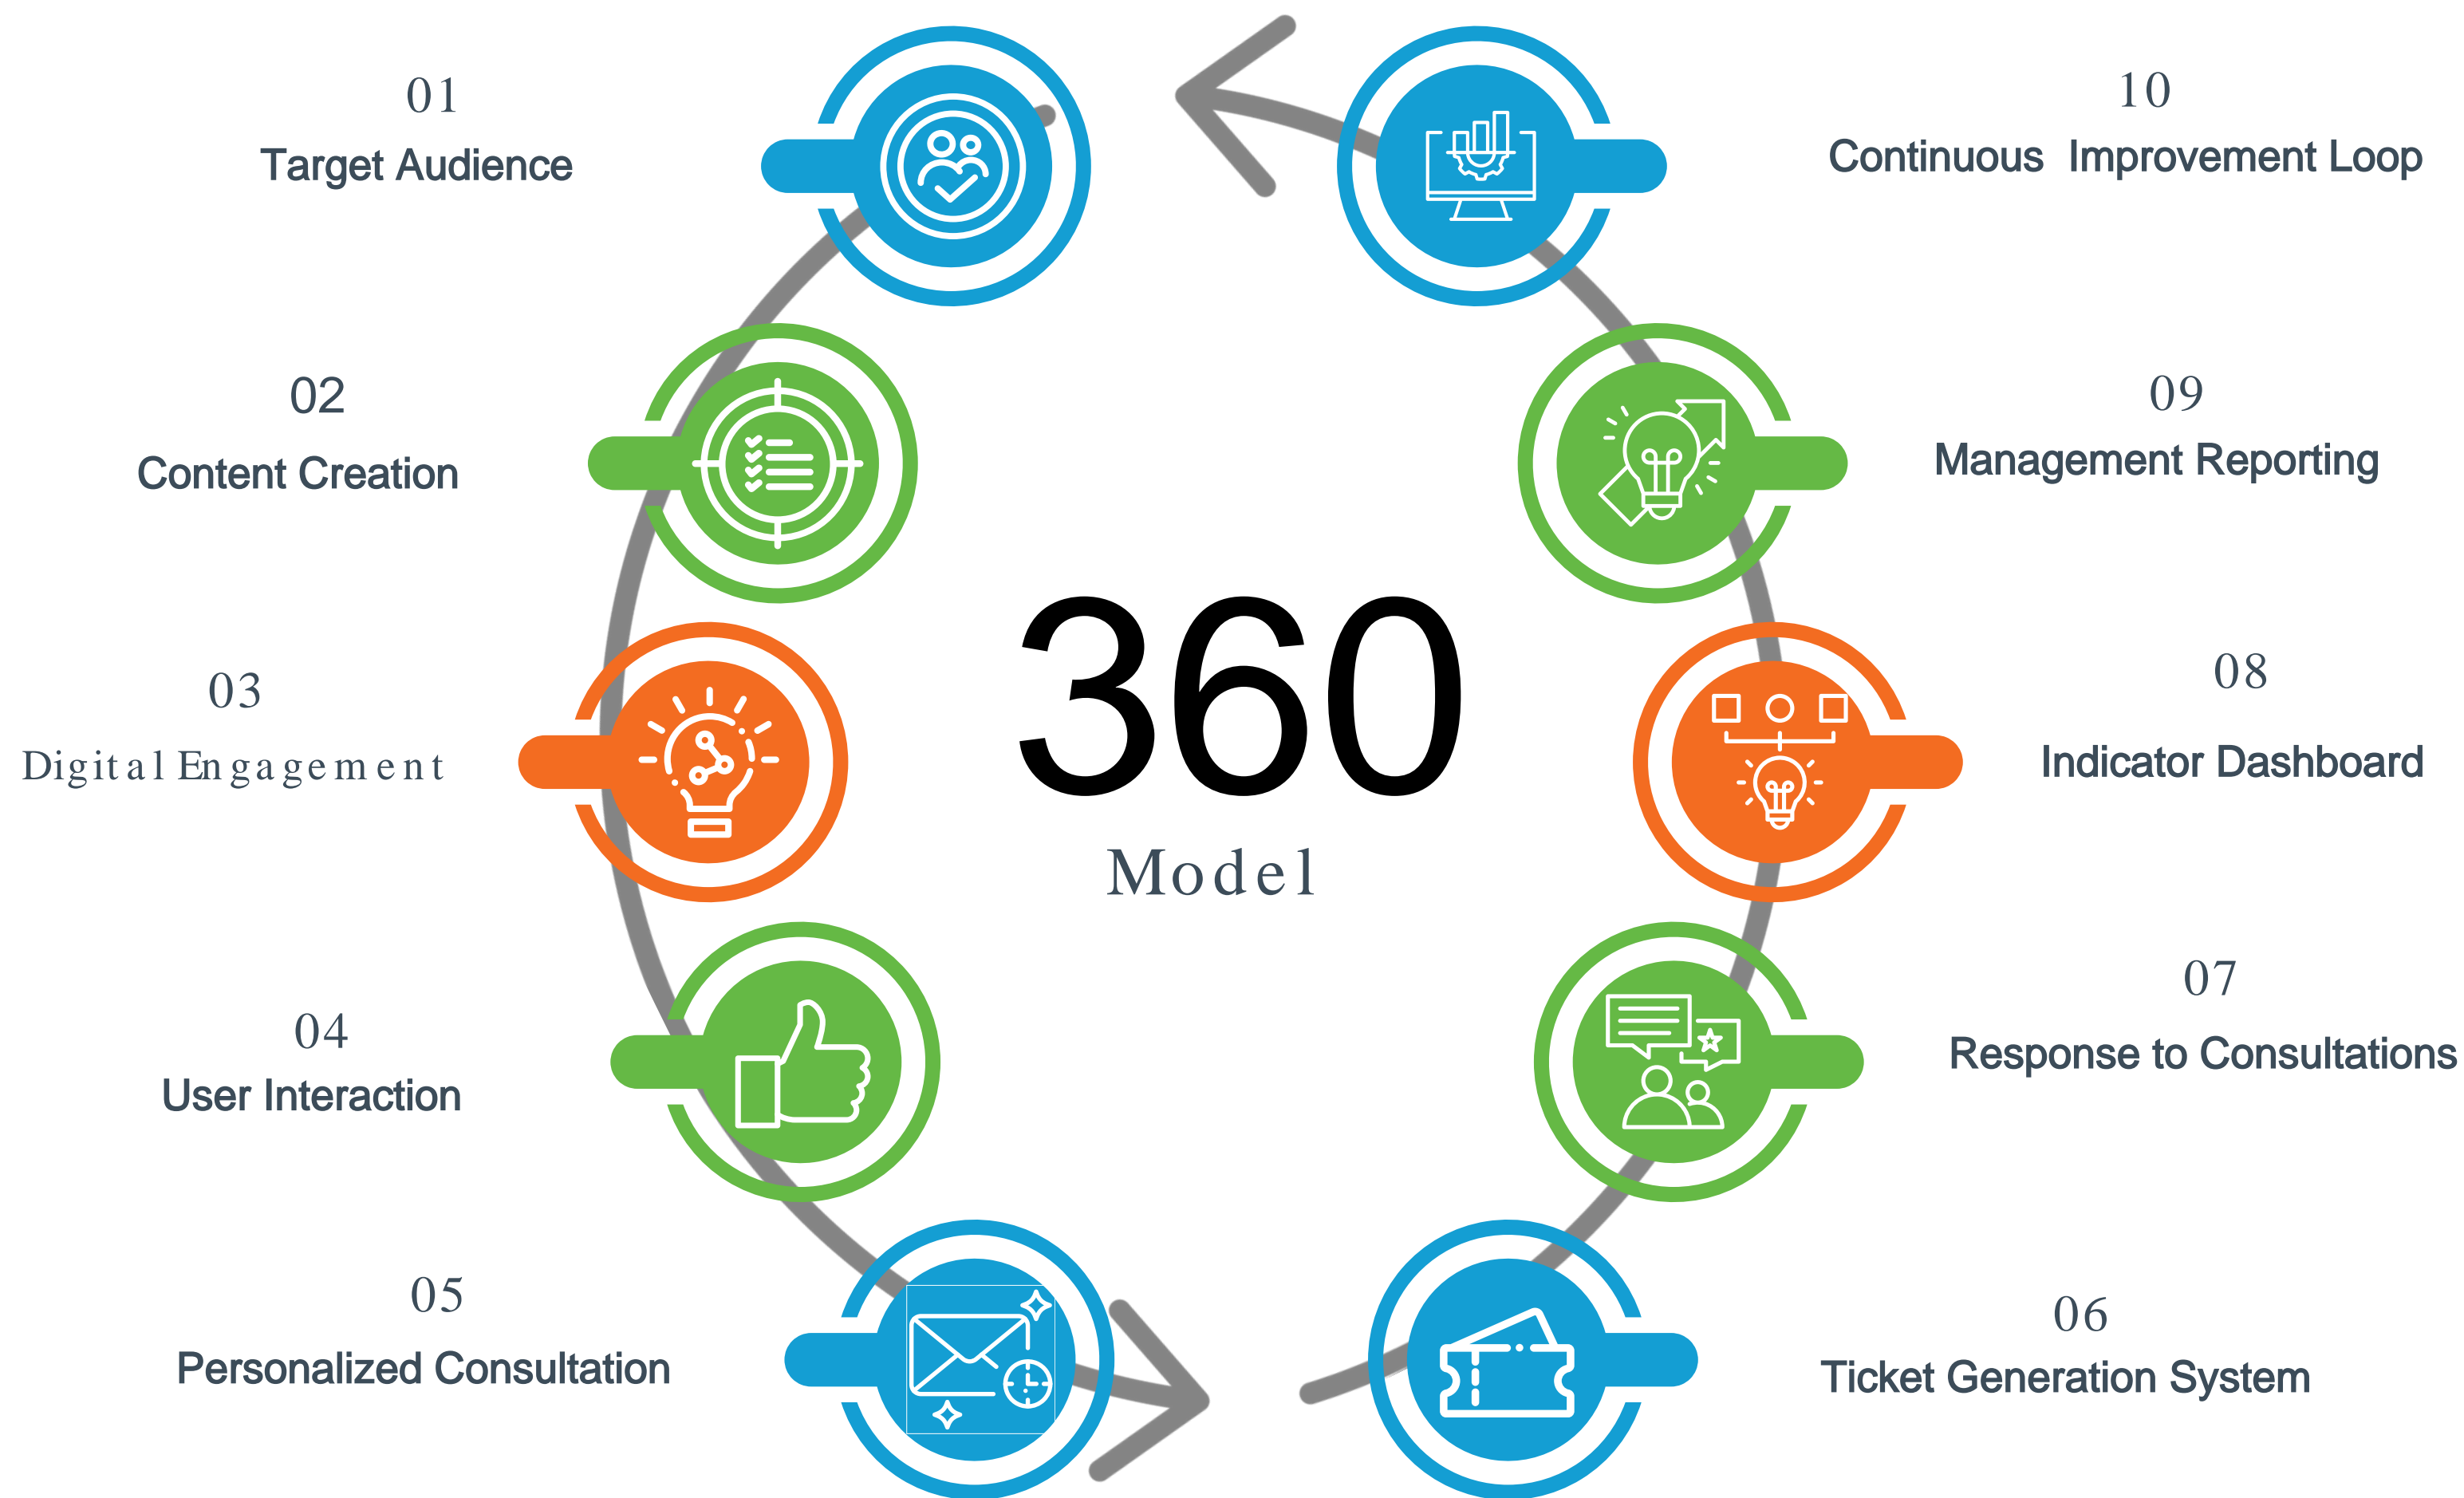 01
Target Audience
02
Content Creation
03
Digital Engagement
04
User Interaction
05
Personalized Consultation
360
Model
10
Continuous Improvement Loop
09
Management Reporting
08
Indicator Dashboard
07
Response to Consultations
06
Ticket Generation System